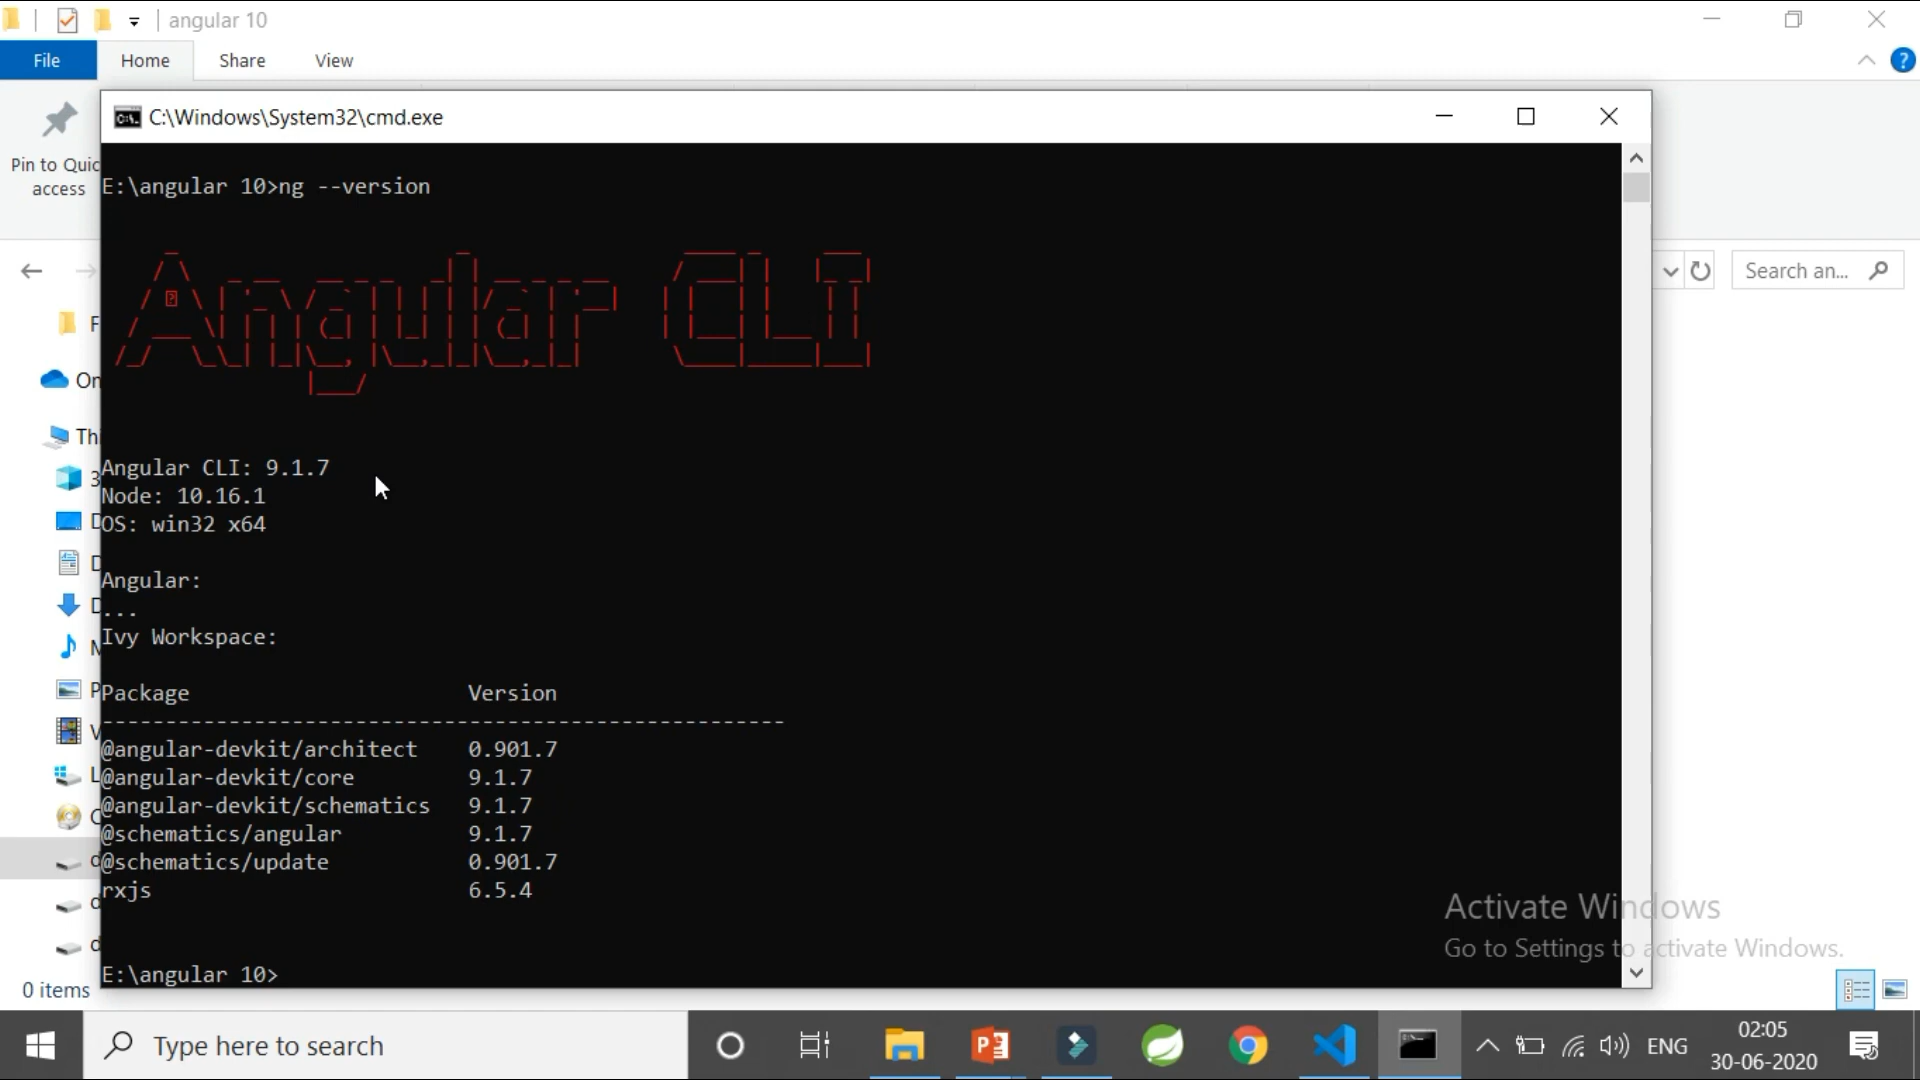 angular 10
File
Home
Share
View
C:\Windows\System32\cmd.exe
Pin to Quic
access
E:\angular 10>ng --version
Angular CLI
Search an...
F
On
Thi
3
D
D
D
M
P
V
L
C
d
d
d
Angular CLI: 9.1.7
Node: 10.16.1
OS: win32 x64
Angular:
...
Ivy Workspace:
Package Version
------------------------------------------------------
@angular-devkit/architect 0.901.7
@angular-devkit/core 9.1.7
@angular-devkit/schematics 9.1.7
@schematics/angular 9.1.7
@schematics/update 0.901.7
rxjs 6.5.4
E:\angular 10>
Activate Windows
Go to Settings to activate Windows.
0 items
Type here to search
ENG
02:05
30-06-2020